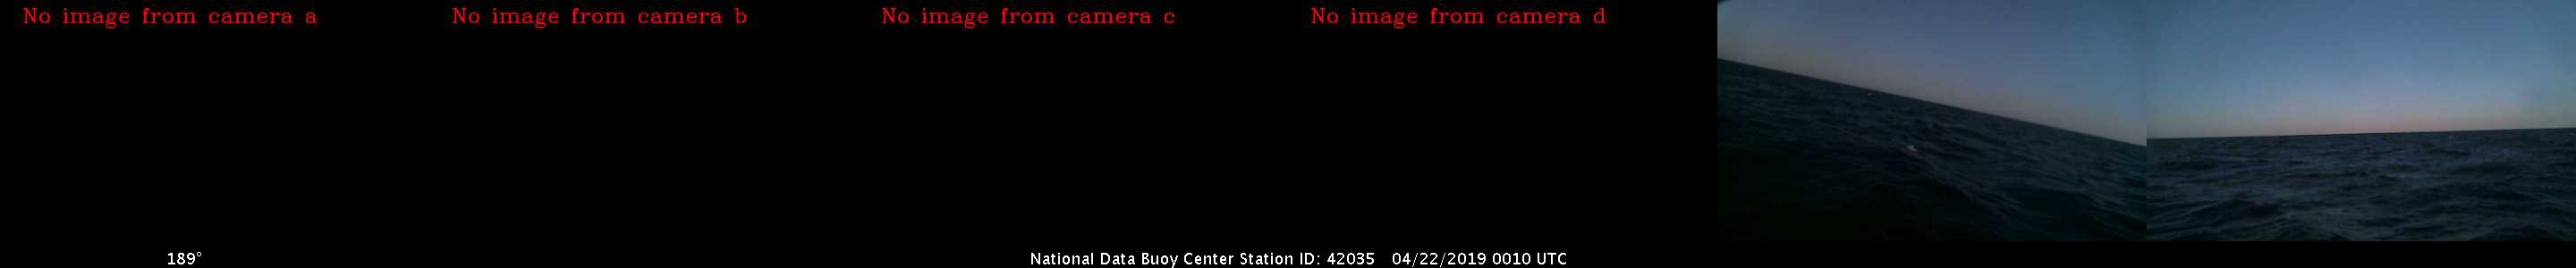 No image from camera a
No image from camera b
No image from camera c
No image from camera d
189°
National Data Buoy Center Station ID: 42035 04/22/2019 0010 UTC